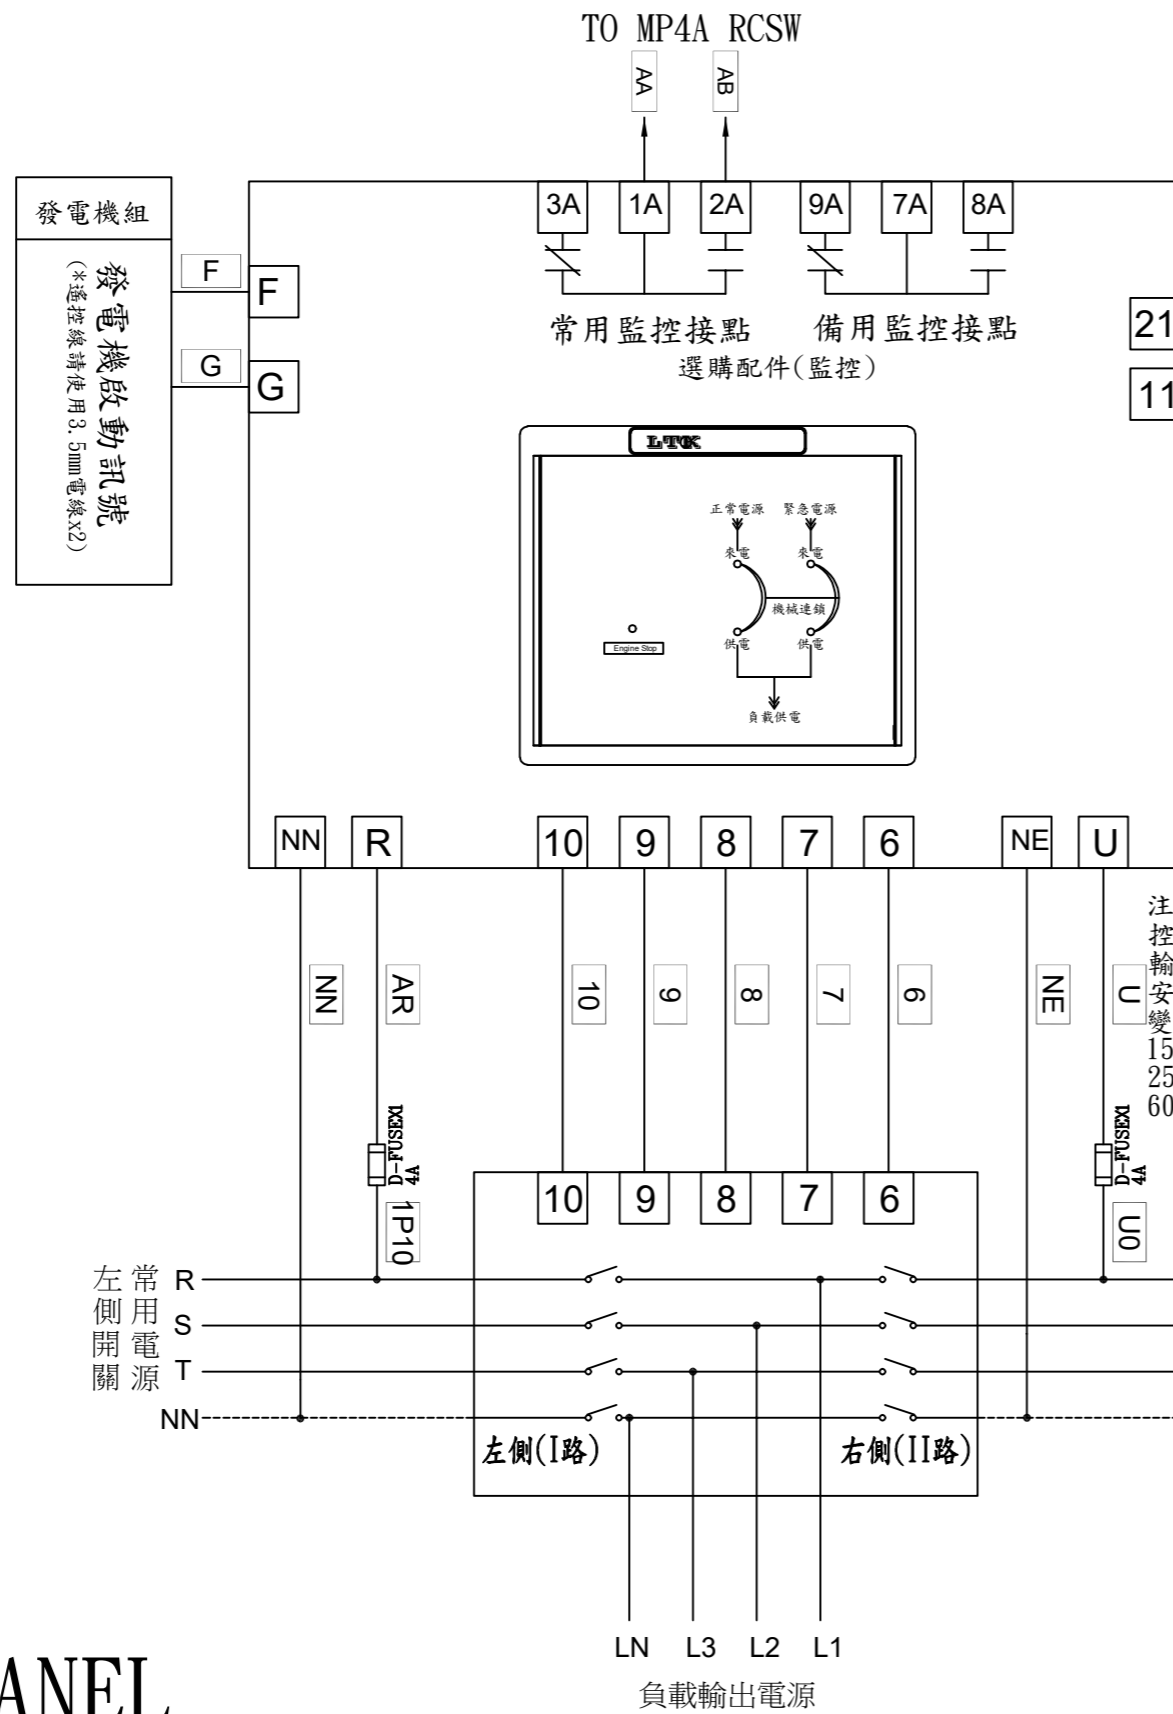 TO MP4A RCSW
AA
AB
發電機組
發電機啟動訊號
(*遙控線請使用3.5mm電線x2)
F
F
G
G
3A
1A
2A
9A
7A
8A
常用監控接點
備用監控接點
選購配件(監控)
21
11
LTCK
正常電源
緊急電源
來電
來電
機械連鎖
供電
供電
負載供電
Engine Stop
NN
R
10
9
8
7
6
NE
U
NN
AR
10
9
8
7
6
NE
U
注
控
輸
安
變
15
25
60
D-FUSEX1
4A
1P10
D-FUSEX1
4A
U0
10
9
8
7
6
常用電源
左側開關
R
S
T
NN
左側(I路)
右側(II路)
LN
L3
L2
L1
負載輸出電源
ANEL